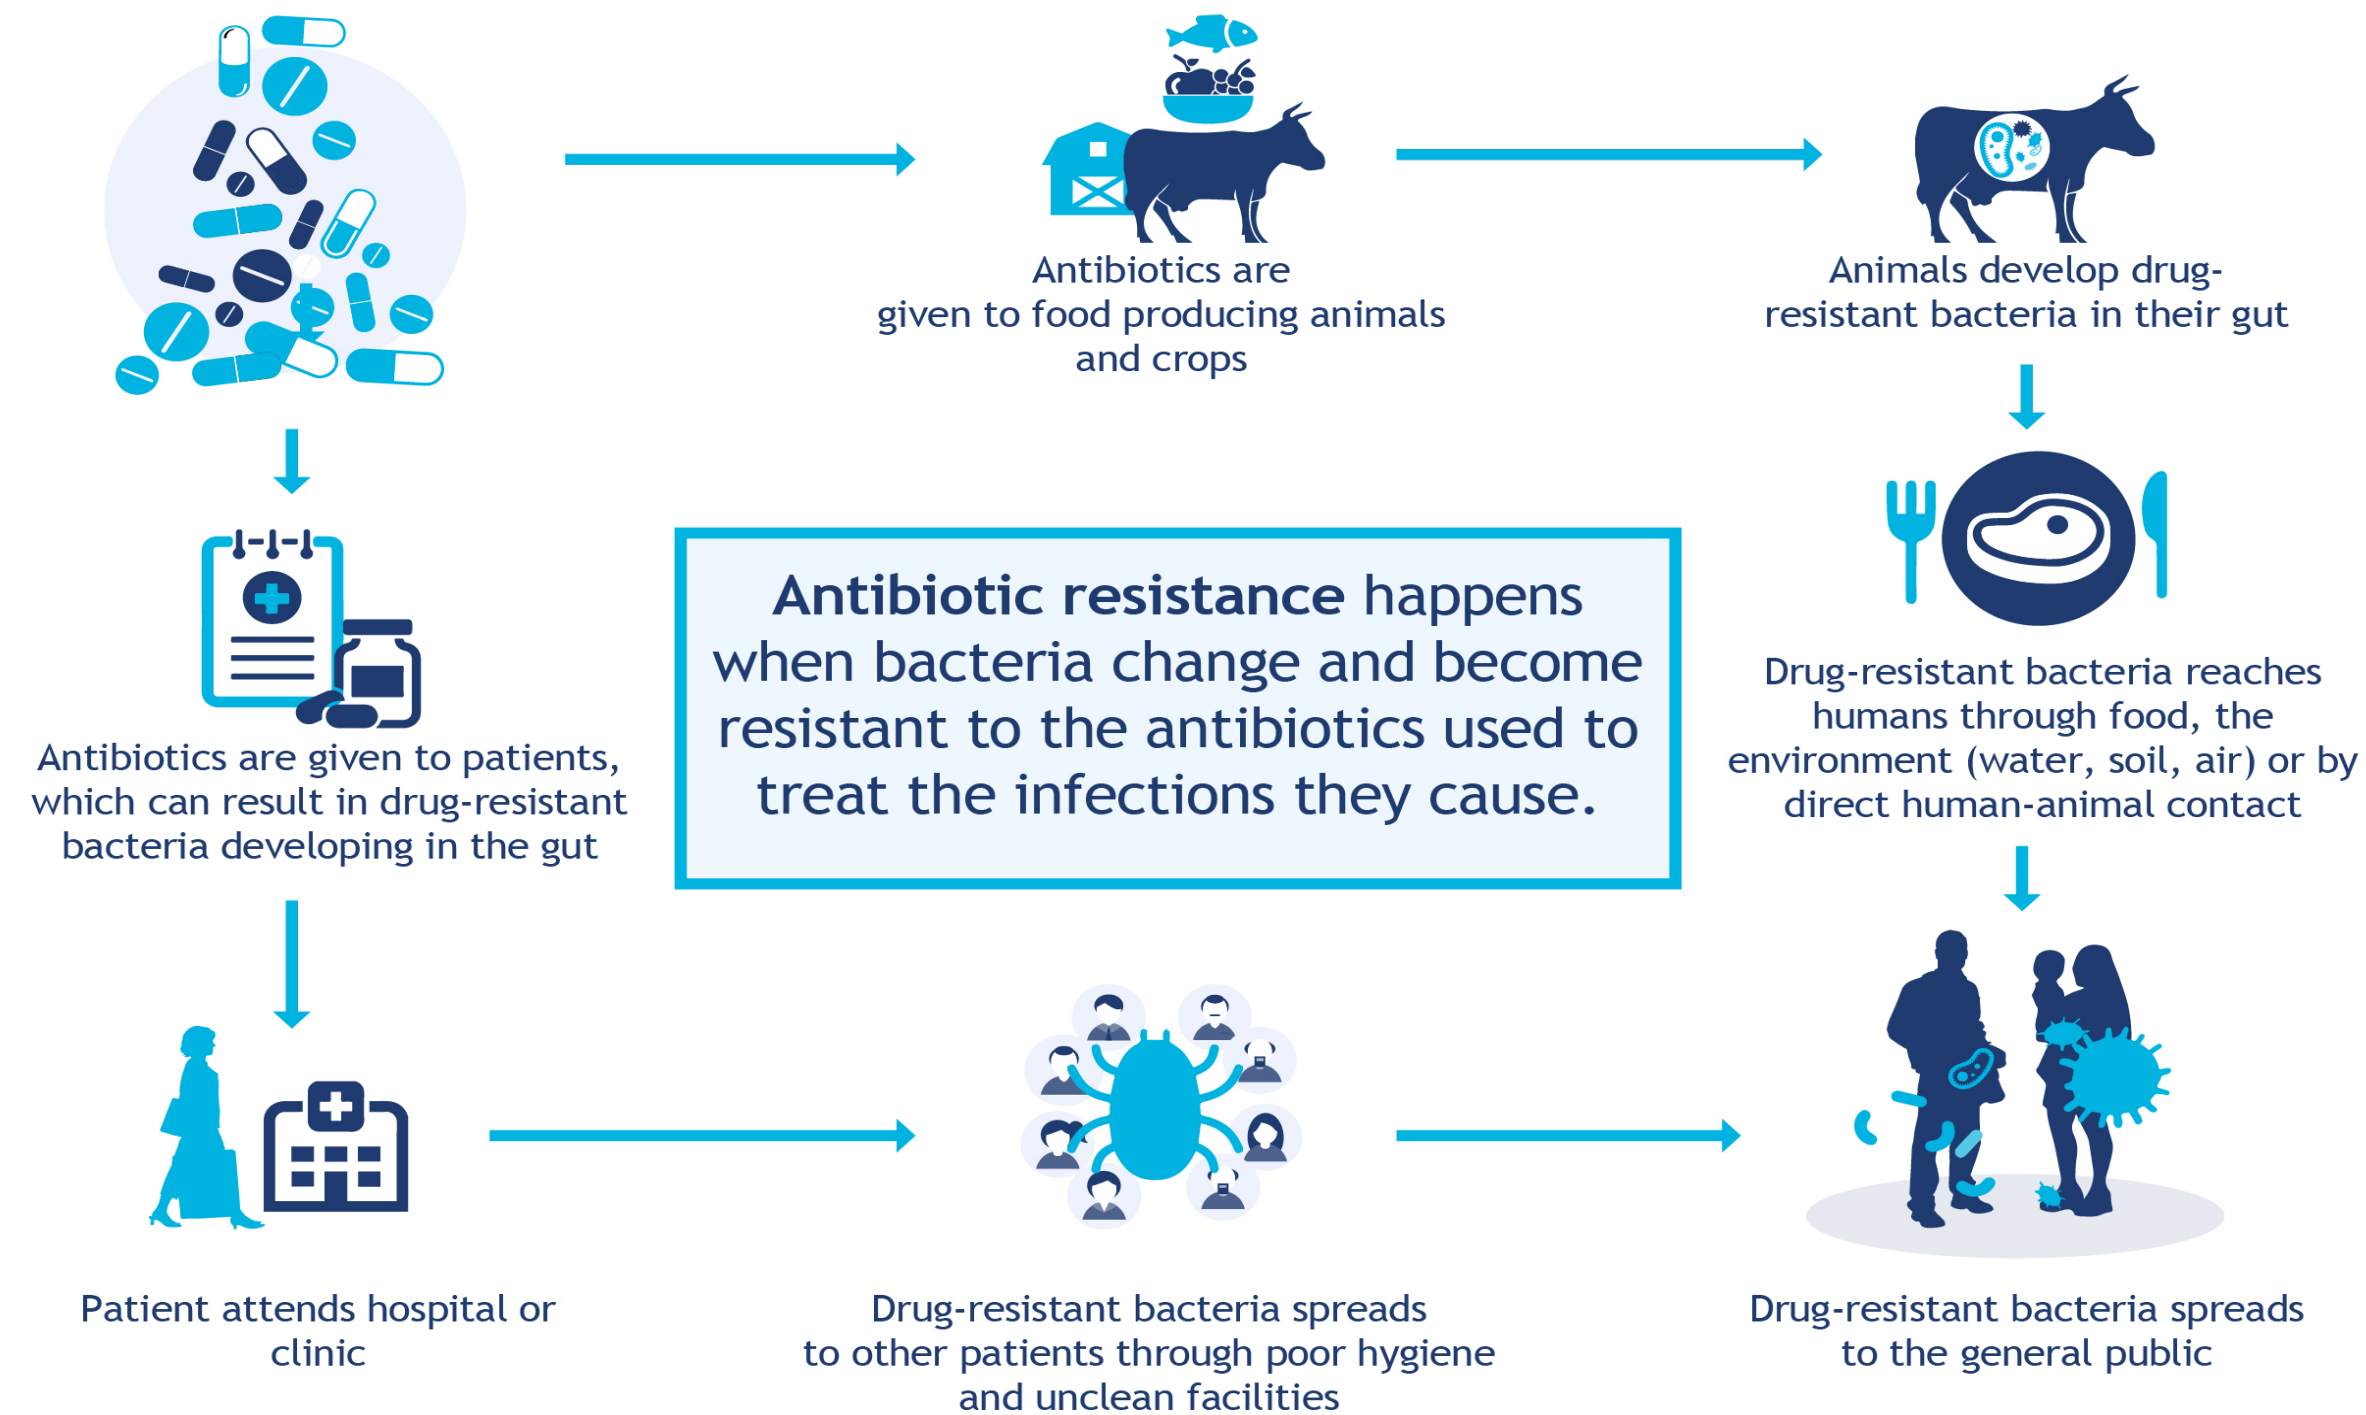 Antibiotics are
given to food producing animals
and crops
Animals develop drug-
resistant bacteria in their gut
Antibiotics are given to patients,
which can result in drug-resistant
bacteria developing in the gut
Antibiotic resistance happens
when bacteria change and become
resistant to the antibiotics used to
treat the infections they cause.
Drug-resistant bacteria reaches
humans through food, the
environment (water, soil, air) or by
direct human-animal contact
Patient attends hospital or
clinic
Drug-resistant bacteria spreads
to other patients through poor hygiene
and unclean facilities
Drug-resistant bacteria spreads
to the general public